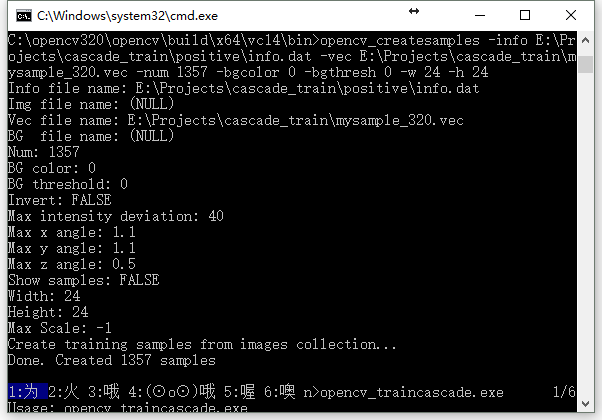 C:\Windows\system32\cmd.exe
C:\opencv320\opencv\build\x64\vc14\bin>opencv_createsamples -info E:\Pr
ojects\cascade_train\positive\info.dat -vec E:\Projects\cascade_train\m
ysample_320.vec -num 1357 -bgcolor 0 -bgthresh 0 -w 24 -h 24
Info file name: E:\Projects\cascade_train\positive\info.dat
Img file name: (NULL)
Vec file name: E:\Projects\cascade_train\mysample_320.vec
BG  file name: (NULL)
Num: 1357
BG color: 0
BG threshold: 0
Invert: FALSE
Max intensity deviation: 40
Max x angle: 1.1
Max y angle: 1.1
Max z angle: 0.5
Show samples: FALSE
Width: 24
Height: 24
Max Scale: -1
Create training samples from images collection...
Done. Created 1357 samples
1:为 2:火 3:哦 4:(⊙o⊙)哦 5:喔 6:噢 n>opencv_traincascade.exe 1/6
Usage: opencv_traincascade.exe